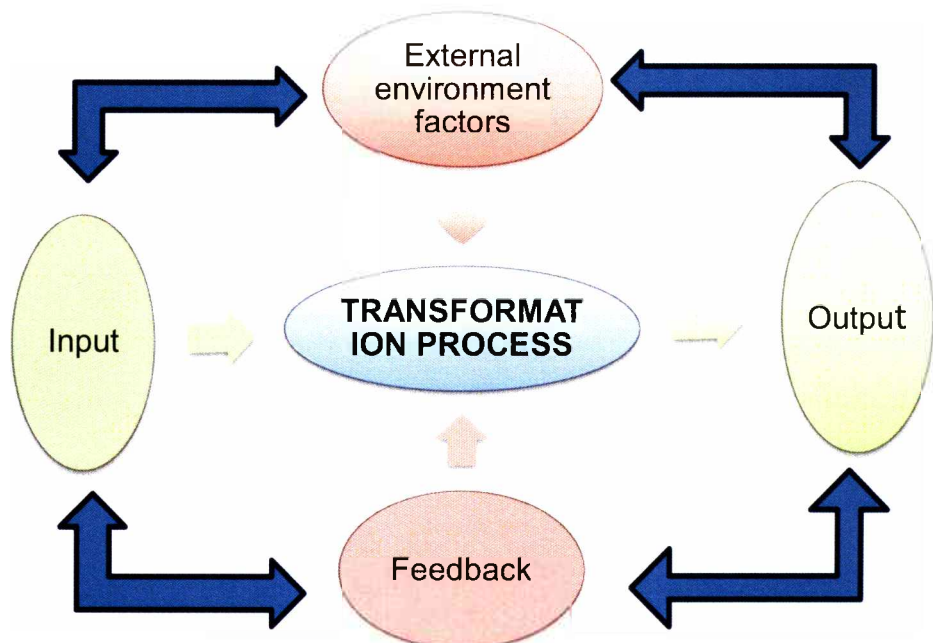 External
environment
factors
Input
TRANSFORMAT
ION PROCESS
Output
Feedback